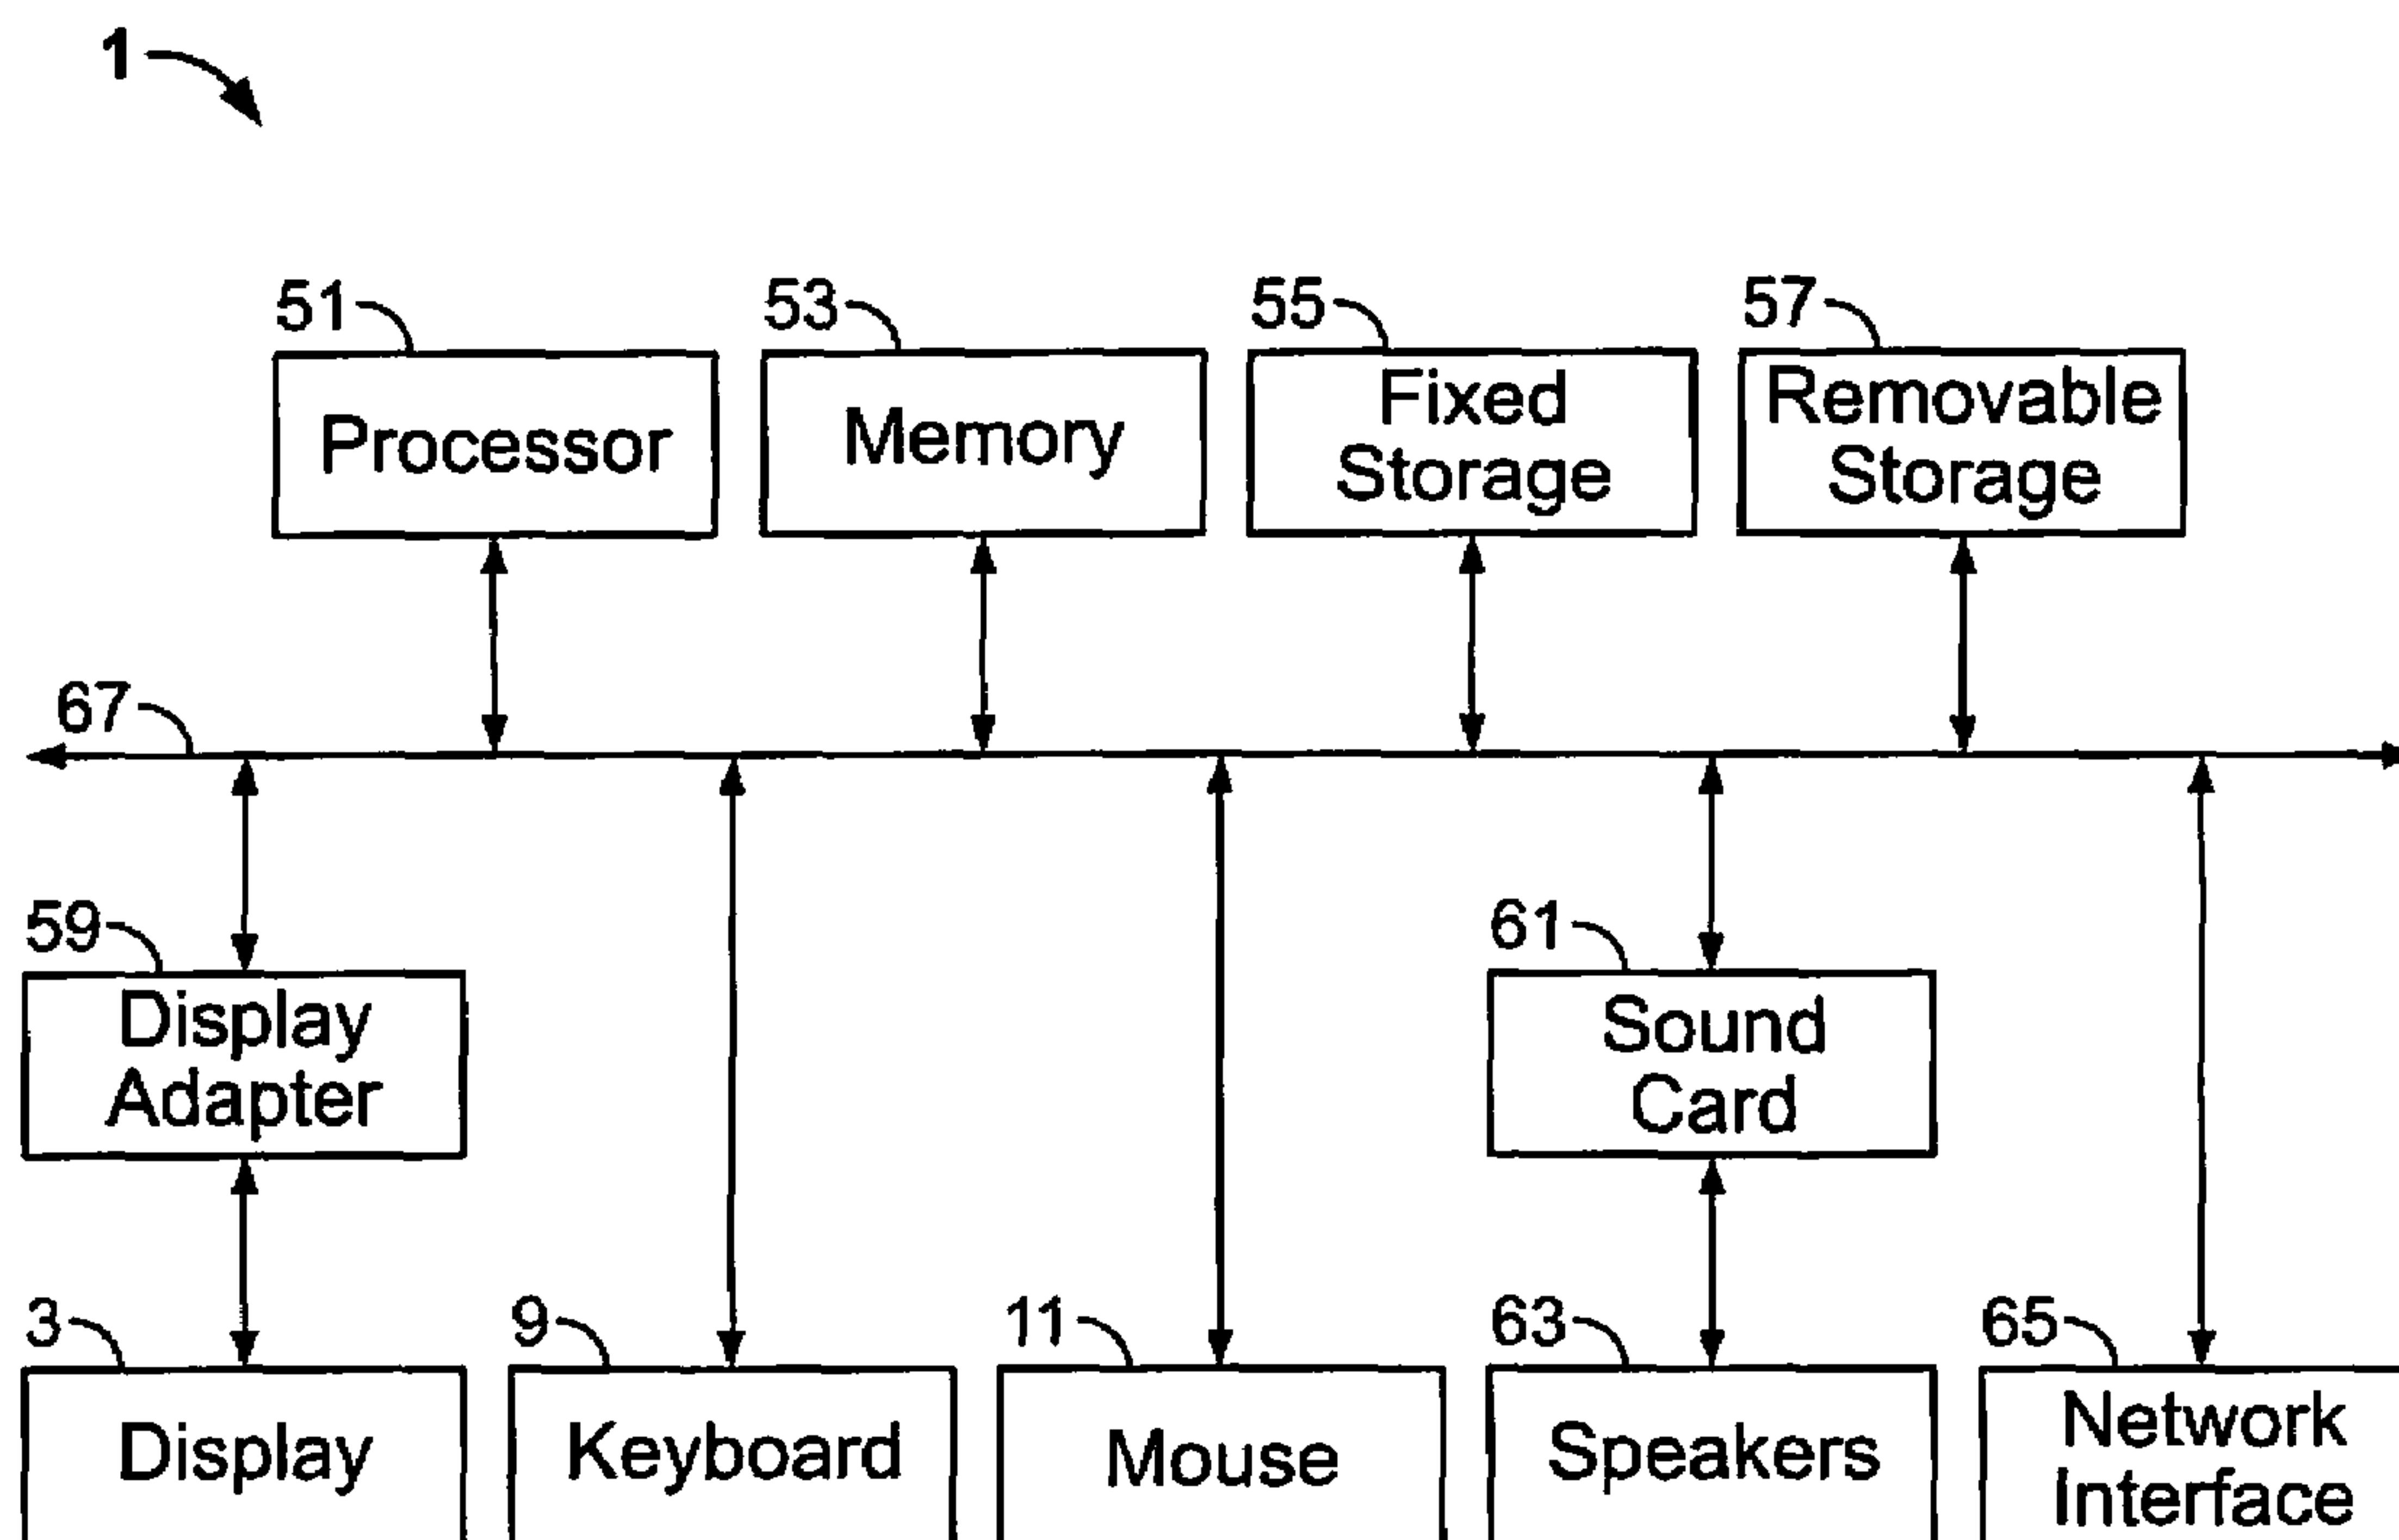 1
51
53
55
57
Processor
Memory
Fixed
Storage
Removable
Storage
67
59
61
Display
Adapter
Sound
Card
3
9
11
63
65
Display
Keyboard
Mouse
Speakers
Network
Interface